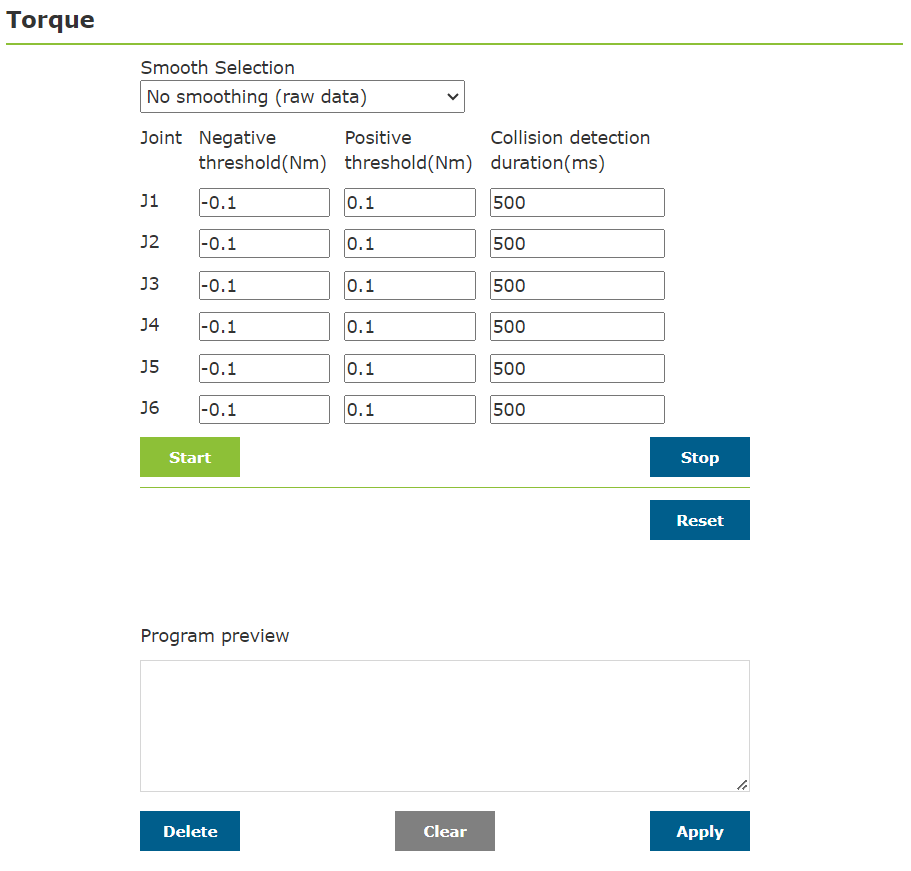 Torque
Smooth Selection
No smoothing (raw data)
Joint Negative threshold(Nm) Positive threshold(Nm) Collision detection duration(ms)
J1 -0.1 0.1 500
J2 -0.1 0.1 500
J3 -0.1 0.1 500
J4 -0.1 0.1 500
J5 -0.1 0.1 500
J6 -0.1 0.1 500
Start Stop
Reset
Program preview
Delete Clear Apply